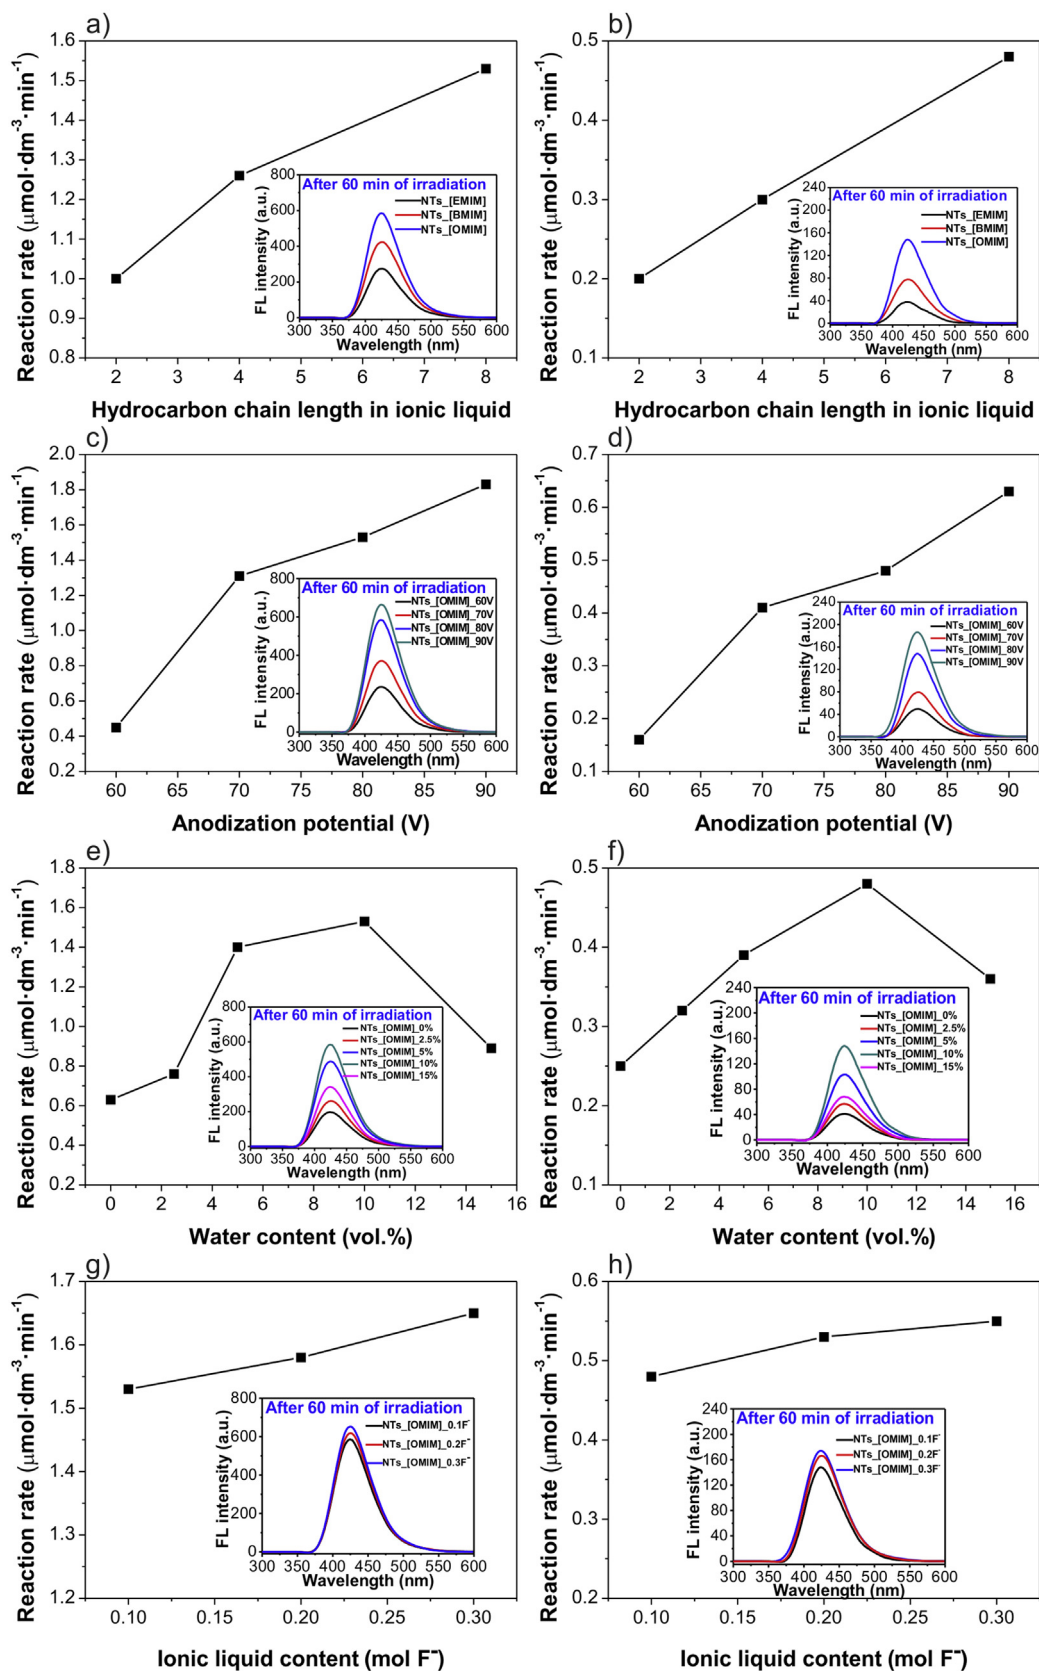 a)
1.6
1.5
1.4
1.3
1.2
1.1
1.0
0.9
0.8
Reaction rate (μmol·dm⁻³·min⁻¹)
2 3 4 5 6 7 8
Hydrocarbon chain length in ionic liquid
After 60 min of irradiation
NTs_[EMIM]
NTs_[BMIM]
NTs_[OMIM]
FL intensity (a.u.)
800
600
400
200
0
300 350 400 450 500 550 600
Wavelength (nm)
b)
0.5
0.4
0.3
0.2
0.1
Reaction rate (μmol·dm⁻³·min⁻¹)
2 3 4 5 6 7 8
Hydrocarbon chain length in ionic liquid
After 60 min of irradiation
NTs_[EMIM]
NTs_[BMIM]
NTs_[OMIM]
FL intensity (a.u.)
240
200
160
120
80
40
0
300 350 400 450 500 550 600
Wavelength (nm)
c)
2.0
1.8
1.6
1.4
1.2
1.0
0.8
0.6
0.4
0.2
Reaction rate (μmol·dm⁻³·min⁻¹)
60 65 70 75 80 85 90
Anodization potential (V)
After 60 min of irradiation
NTs_[OMIM]_60V
NTs_[OMIM]_70V
NTs_[OMIM]_80V
NTs_[OMIM]_90V
FL intensity (a.u.)
800
600
400
200
0
300 350 400 450 500 550 600
Wavelength (nm)
d)
0.7
0.6
0.5
0.4
0.3
0.2
0.1
Reaction rate (μmol·dm⁻³·min⁻¹)
60 65 70 75 80 85 90
Anodization potential (V)
After 60 min of irradiation
NTs_[OMIM]_60V
NTs_[OMIM]_70V
NTs_[OMIM]_80V
NTs_[OMIM]_90V
FL intensity (a.u.)
240
200
160
120
80
40
0
300 350 400 450 500 550 600
Wavelength (nm)
e)
1.8
1.6
1.4
1.2
1.0
0.8
0.6
0.4
0.2
Reaction rate (μmol·dm⁻³·min⁻¹)
0 2 4 6 8 10 12 14 16
Water content (vol.%)
After 60 min of irradiation
NTs_[OMIM]_0%
NTs_[OMIM]_2.5%
NTs_[OMIM]_5%
NTs_[OMIM]_10%
NTs_[OMIM]_15%
FL intensity (a.u.)
800
600
400
200
0
300 350 400 450 500 550 600
Wavelength (nm)
f)
0.5
0.4
0.3
0.2
0.1
Reaction rate (μmol·dm⁻³·min⁻¹)
0 2 4 6 8 10 12 14 16
Water content (vol.%)
After 60 min of irradiation
NTs_[OMIM]_0%
NTs_[OMIM]_2.5%
NTs_[OMIM]_5%
NTs_[OMIM]_10%
NTs_[OMIM]_15%
FL intensity (a.u.)
240
200
160
120
80
40
0
300 350 400 450 500 550 600
Wavelength (nm)
g)
1.7
1.6
1.5
1.4
1.3
1.2
Reaction rate (μmol·dm⁻³·min⁻¹)
0.10 0.15 0.20 0.25 0.30
Ionic liquid content (mol F⁻)
After 60 min of irradiation
NTs_[OMIM]_0.1F⁻
NTs_[OMIM]_0.2F⁻
NTs_[OMIM]_0.3F⁻
FL intensity (a.u.)
800
600
400
200
0
300 350 400 450 500 550 600
Wavelength (nm)
h)
0.6
0.5
0.4
0.3
0.2
Reaction rate (μmol·dm⁻³·min⁻¹)
0.10 0.15 0.20 0.25 0.30
Ionic liquid content (mol F⁻)
After 60 min of irradiation
NTs_[OMIM]_0.1F⁻
NTs_[OMIM]_0.2F⁻
NTs_[OMIM]_0.3F⁻
FL intensity (a.u.)
240
200
160
120
80
40
0
300 350 400 450 500 550 600
Wavelength (nm)